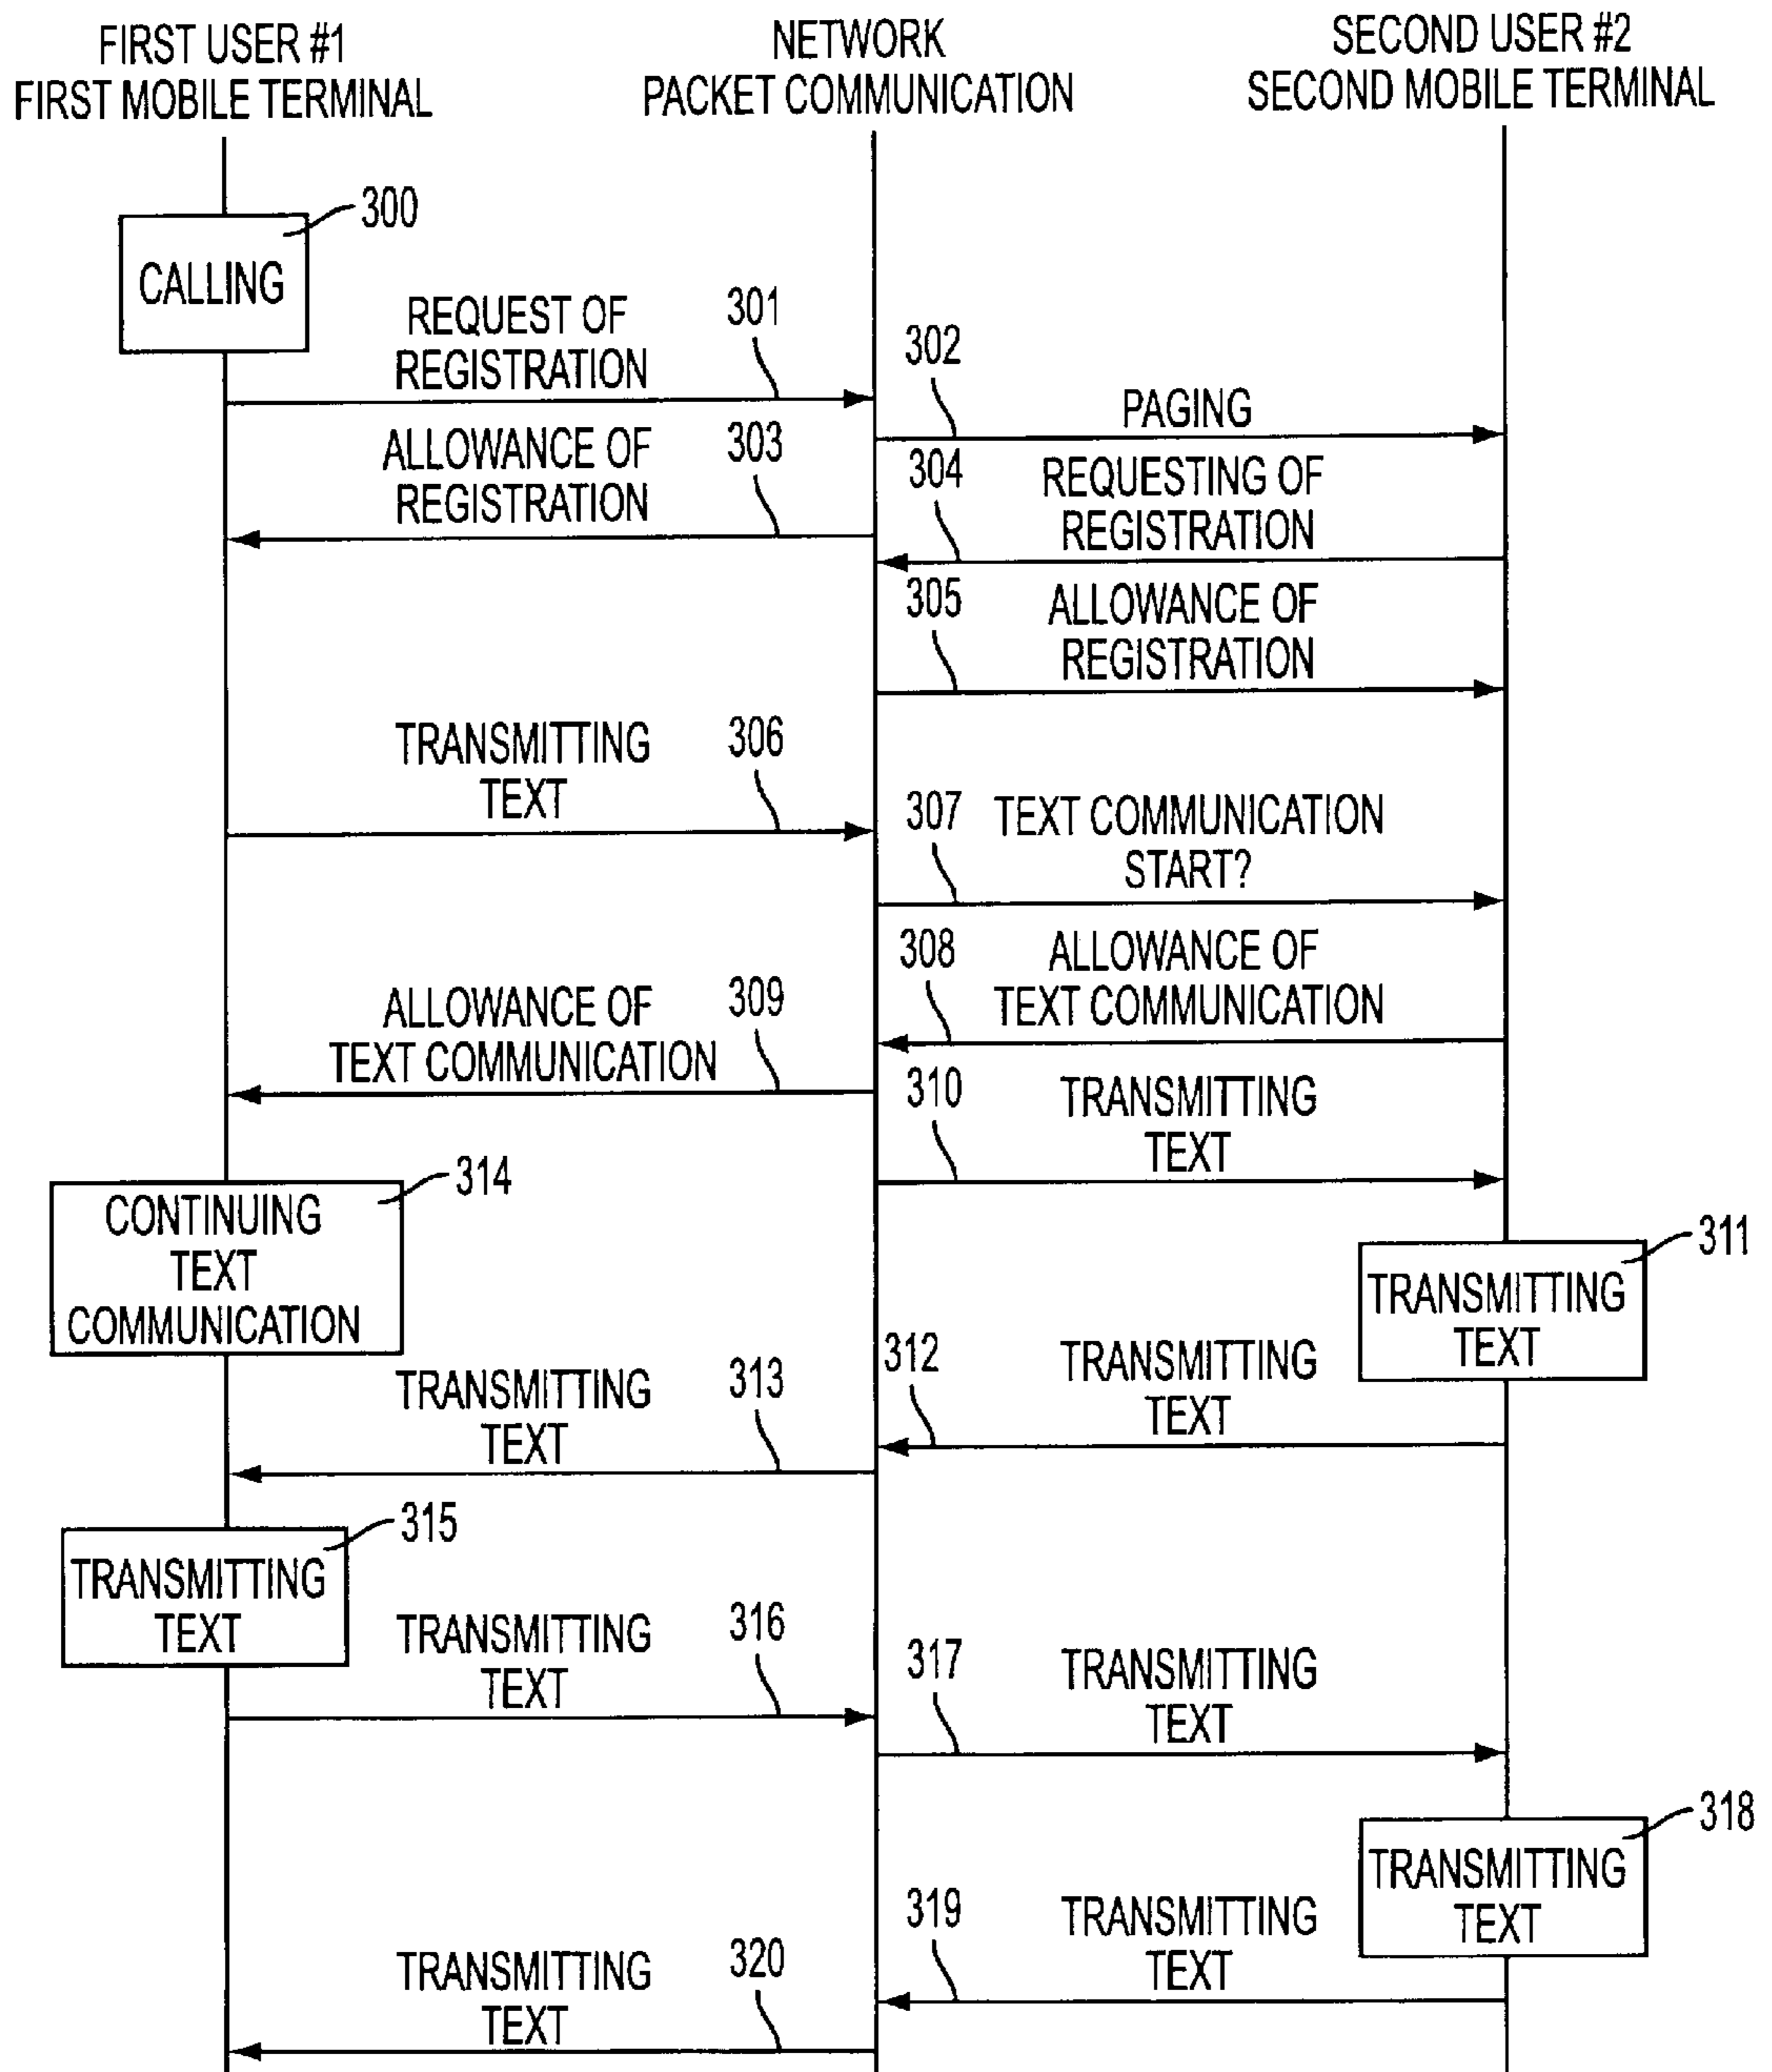 FIRST USER #1
FIRST MOBILE TERMINAL
NETWORK
PACKET COMMUNICATION
SECOND USER #2
SECOND MOBILE TERMINAL
300
CALLING
REQUEST OF
REGISTRATION
301
302
PAGING
ALLOWANCE OF
REGISTRATION
303
304
REQUESTING OF
REGISTRATION
305
ALLOWANCE OF
REGISTRATION
TRANSMITTING
TEXT
306
307
TEXT COMMUNICATION
START?
308
ALLOWANCE OF
TEXT COMMUNICATION
ALLOWANCE OF
TEXT COMMUNICATION
309
310
TRANSMITTING
TEXT
314
CONTINUING
TEXT
COMMUNICATION
311
TRANSMITTING
TEXT
312
TRANSMITTING
TEXT
TRANSMITTING
TEXT
313
315
TRANSMITTING
TEXT
TRANSMITTING
TEXT
316
317
TRANSMITTING
TEXT
318
TRANSMITTING
TEXT
319
TRANSMITTING
TEXT
TRANSMITTING
TEXT
320